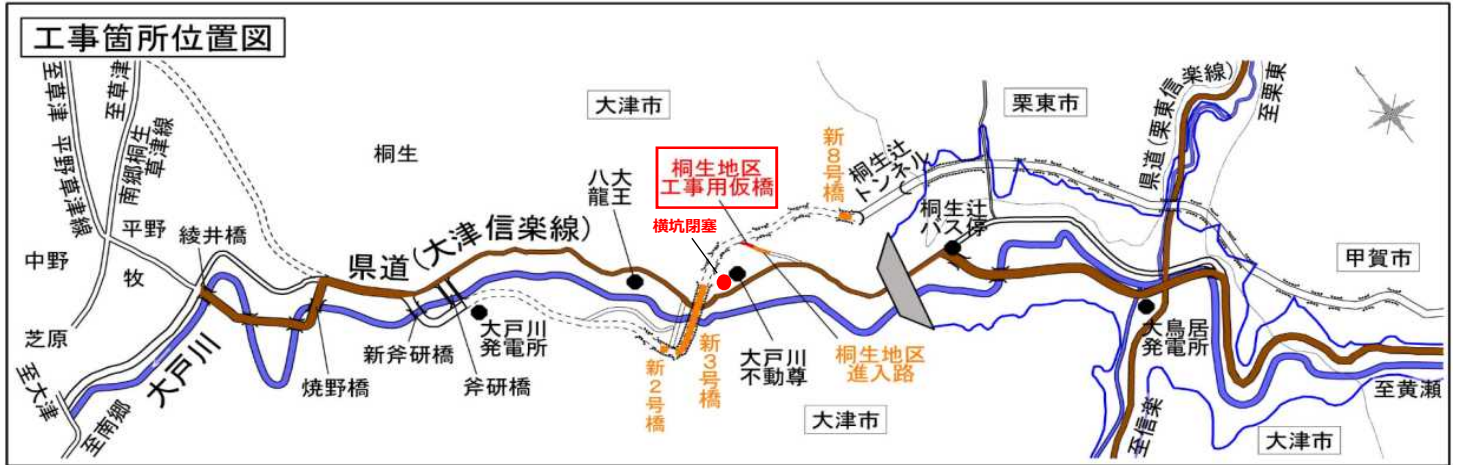 工事箇所位置図
至草津 平野草津線
至草津
南郷桐生
草津線
桐生
大津市
栗東市
県道(栗東信楽線)
至栗東
新8号橋
桐生辻
トンネル
桐生地区
工事用仮橋
八大
龍王
横坑閉塞
桐生辻
バス停
平野
綾井橋
中野
牧
県道(大津信楽線)
甲賀市
芝原
至大津
大戸川
至南郷
焼野橋
新斧研橋
斧研橋
大戸川
発電所
新2号橋
新3号橋
大戸川
不動尊
桐生地区
進入路
大鳥居
発電所
至黄瀬
大津市
至信楽
大津市